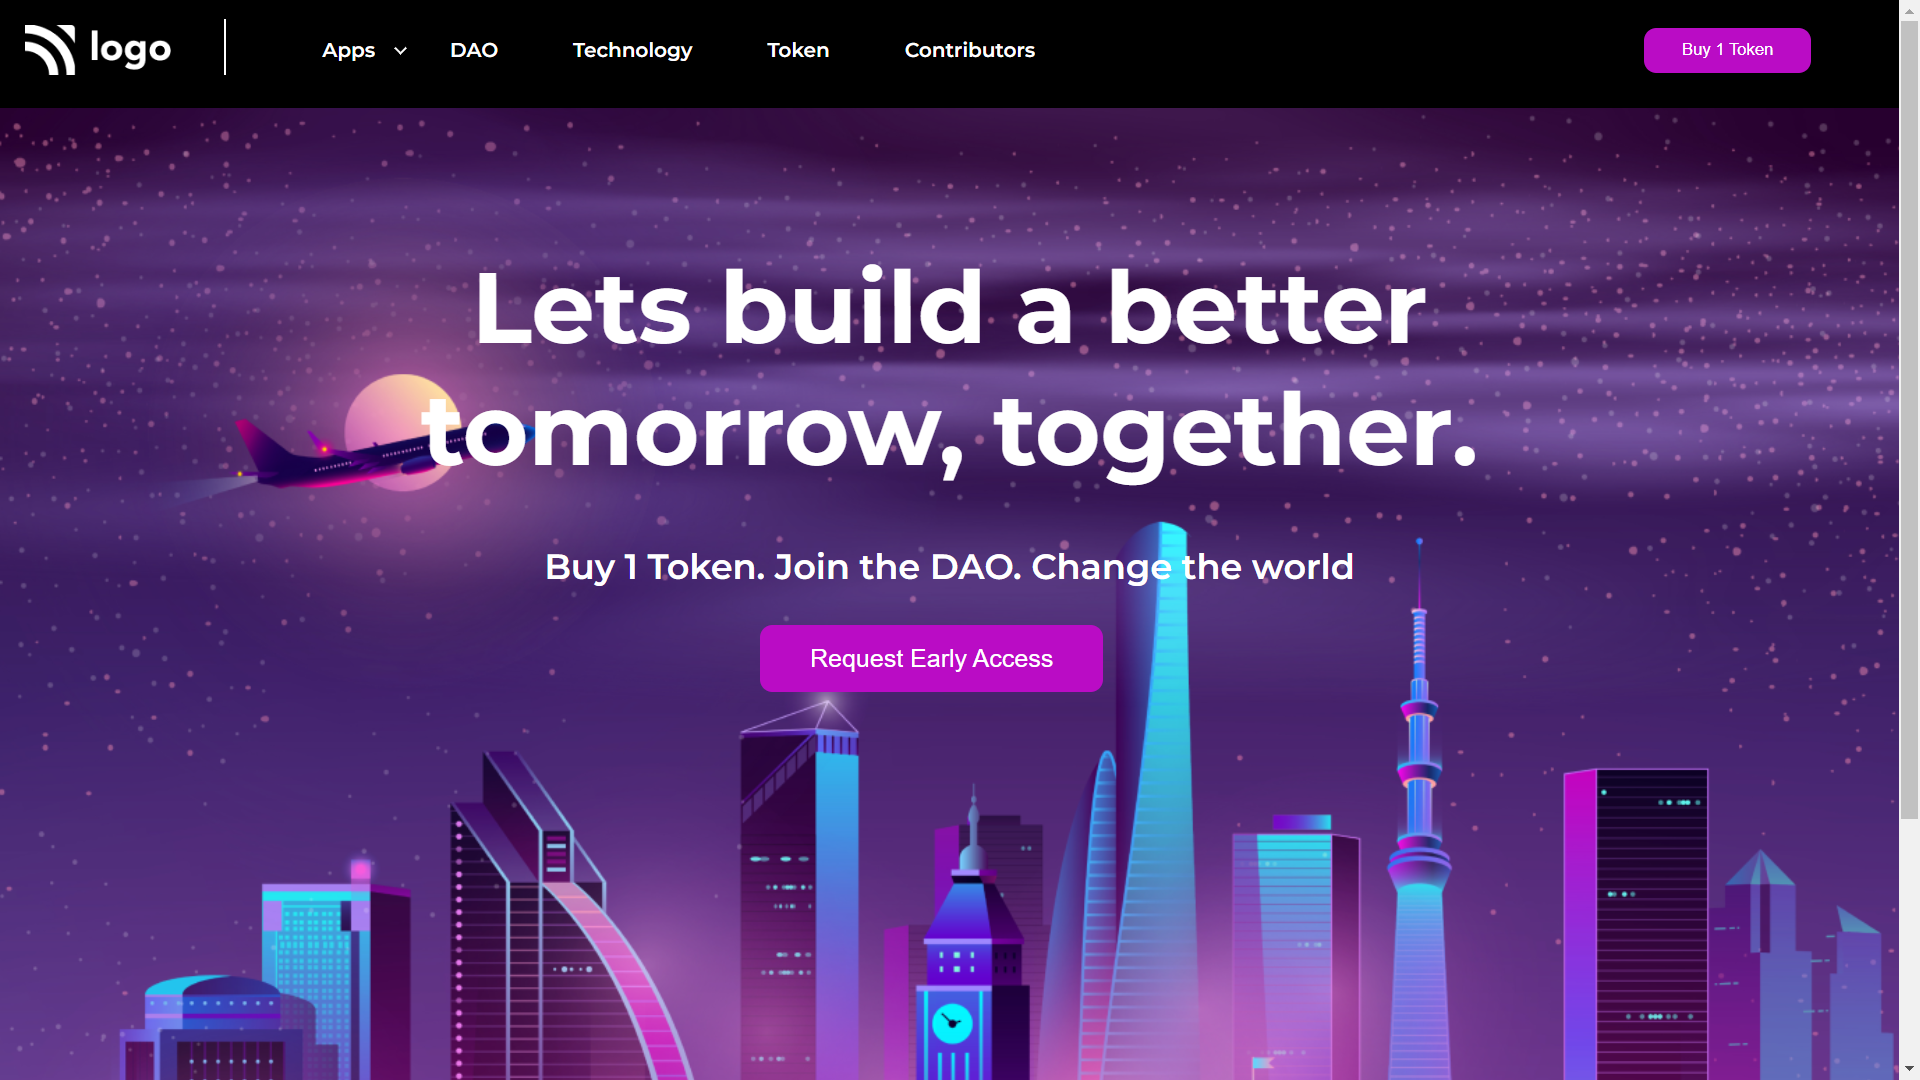 logo
Apps DAO Technology Token Contributors
Buy 1 Token
Lets build a better
tomorrow, together.
Buy 1 Token. Join the DAO. Change the world
Request Early Access